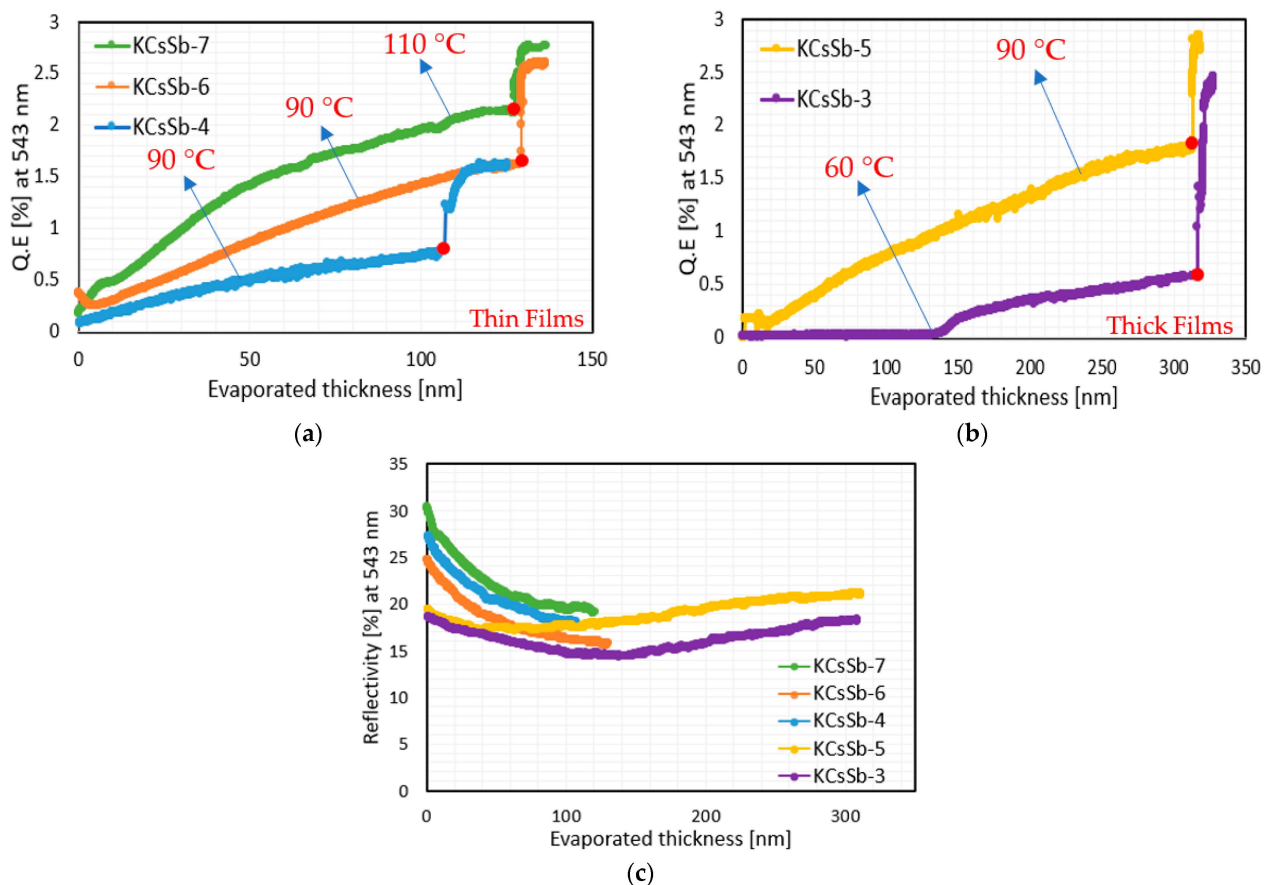 3
2.5
2
1.5
1
0.5
0
Q.E [%] at 543 nm
KCsSb-7
KCsSb-6
KCsSb-4
110 °C
90 °C
90 °C
Thin Films
0 50 100 150
Evaporated thickness [nm]
(a)
3
2.5
2
1.5
1
0.5
0
Q.E [%] at 543 nm
KCsSb-5
KCsSb-3
90 °C
60 °C
Thick Films
0 50 100 150 200 250 300 350
Evaporated thickness [nm]
(b)
35
30
25
20
15
10
5
0
Reflectivity [%] at 543 nm
KCsSb-7
KCsSb-6
KCsSb-4
KCsSb-5
KCsSb-3
0 100 200 300
Evaporated thickness [nm]
(c)